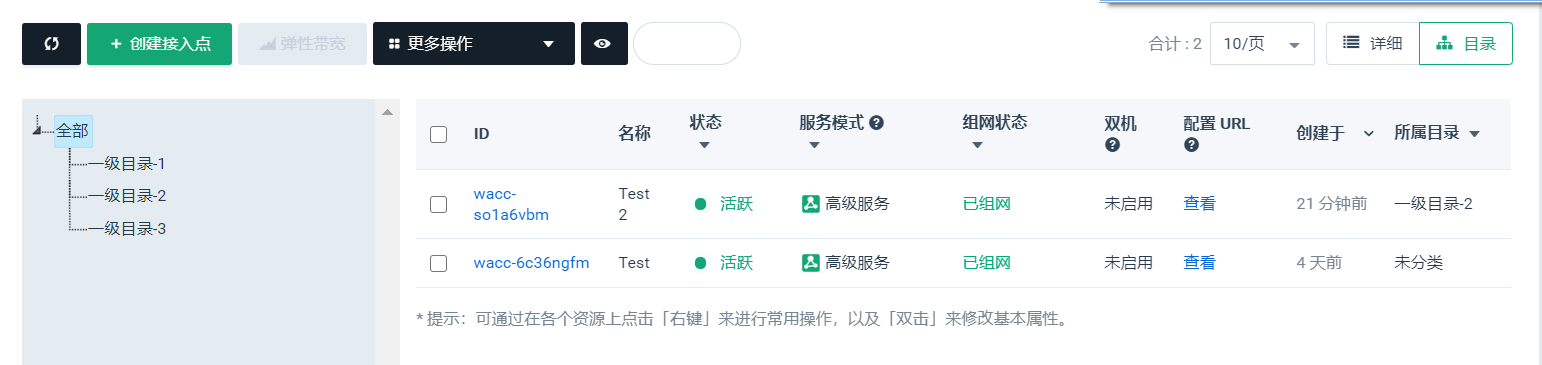 + 创建接入点 弹性带宽 更多操作 合计 : 2 10/页 详细 目录
全部
一级目录-1
一级目录-2
一级目录-3
ID 名称 状态 服务模式 组网状态 双机 配置 URL 创建于 所属目录
wacc-so1a6vbm Test 2 活跃 高级服务 已组网 未启用 查看 21 分钟前 一级目录-2
wacc-6c36ngfm Test 活跃 高级服务 已组网 未启用 查看 4 天前 未分类
* 提示：可通过在各个资源上点击「右键」来进行常用操作，以及「双击」来修改基本属性。